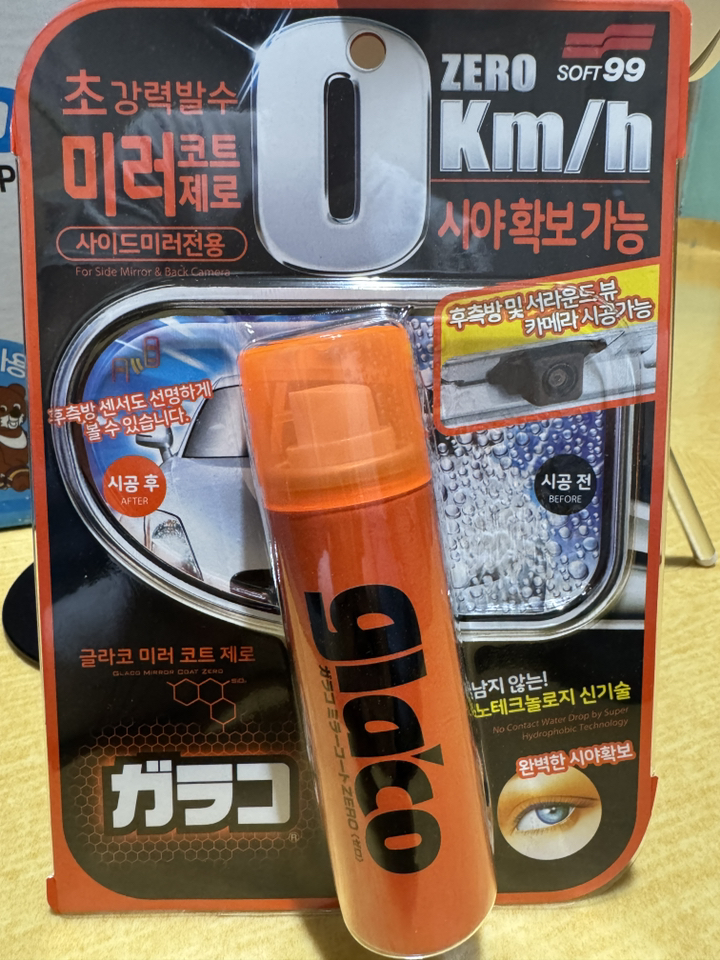 초강력발수
미러코트
제로
사이드미러전용
For Side Mirror & Back Camera
0
ZERO
Km/h
SOFT99
시야확보가능
후측방 및 서라운드 뷰
카메라 시공가능
후측방 센서도 선명하게
볼 수 있습니다.
시공 후
AFTER
시공 전
BEFORE
글라코 미러 코트 제로
GLACO MIRROR COAT ZERO
ガラコ
®
glaco
ガラコミラーコートZERO〈ゼロ〉
남지 않는!
노테크놀로지 신기술
No Contact Water Drop by Super
Hydrophobic Technology
완벽한 시야확보
P